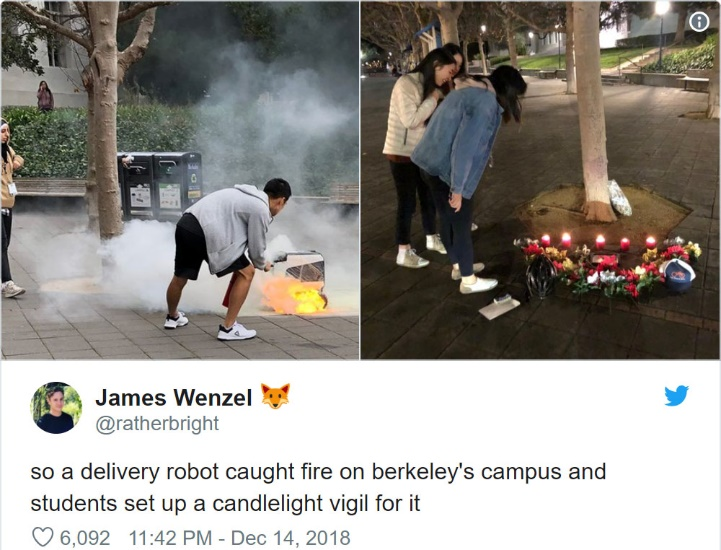 James Wenzel 🦊
@ratherbright
so a delivery robot caught fire on berkeley's campus and
students set up a candlelight vigil for it
6,092 11:42 PM - Dec 14, 2018